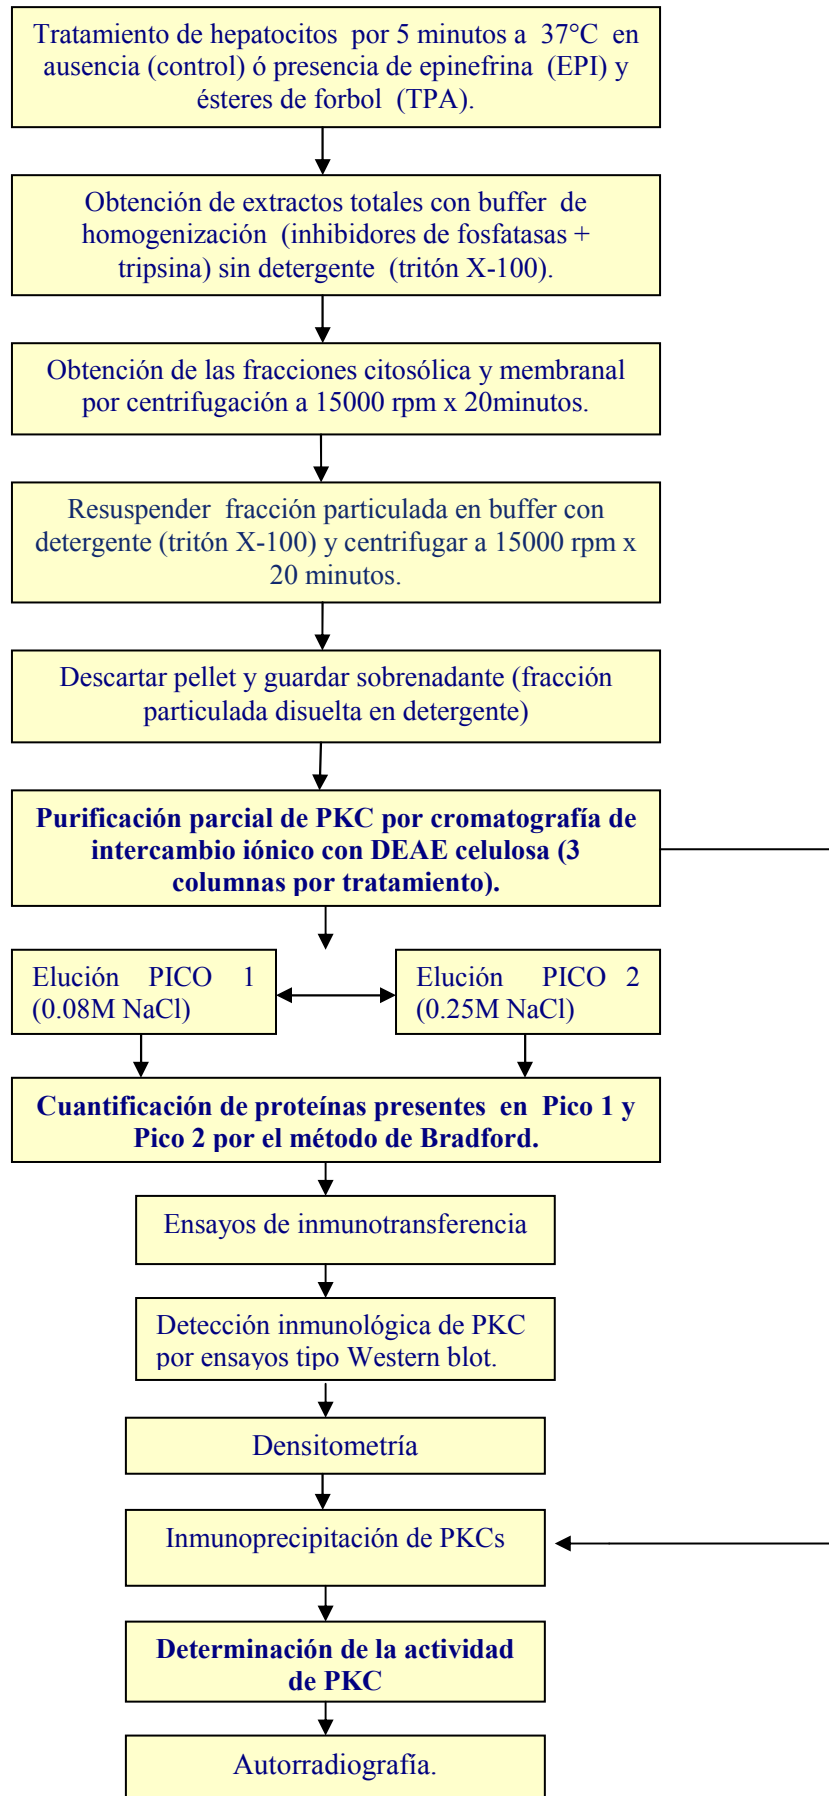 Tratamiento de hepatocitos por 5 minutos a 37°C en
ausencia (control) ó presencia de epinefrina (EPI) y
ésteres de forbol (TPA).
Obtención de extractos totales con buffer de
homogenización (inhibidores de fosfatasas +
tripsina) sin detergente (tritón X-100).
Obtención de las fracciones citosólica y membranal
por centrifugación a 15000 rpm x 20minutos.
Resuspender fracción particulada en buffer con
detergente (tritón X-100) y centrifugar a 15000 rpm x
20 minutos.
Descartar pellet y guardar sobrenadante (fracción
particulada disuelta en detergente)
Purificación parcial de PKC por cromatografía de
intercambio iónico con DEAE celulosa (3
columnas por tratamiento).
Elución PICO 1
(0.08M NaCl)
Elución PICO 2
(0.25M NaCl)
Cuantificación de proteínas presentes en Pico 1 y
Pico 2 por el método de Bradford.
Ensayos de inmunotransferencia
Detección inmunológica de PKC
por ensayos tipo Western blot.
Densitometría
Inmunoprecipitación de PKCs
Determinación de la actividad
de PKC
Autorradiografía.